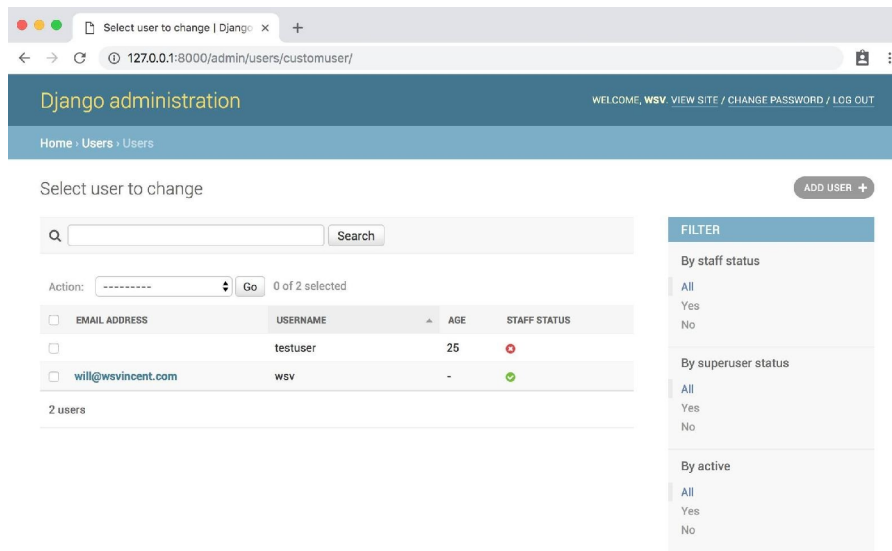 Select user to change | Django
127.0.0.1:8000/admin/users/customuser/
Django administration
WELCOME, WSV. VIEW SITE / CHANGE PASSWORD / LOG OUT
Home › Users › Users
Select user to change
ADD USER +
Search
Action: --------- Go 0 of 2 selected
EMAIL ADDRESS USERNAME AGE STAFF STATUS
testuser 25
will@wsvincent.com wsv -
2 users
FILTER
By staff status
All
Yes
No
By superuser status
All
Yes
No
By active
All
Yes
No